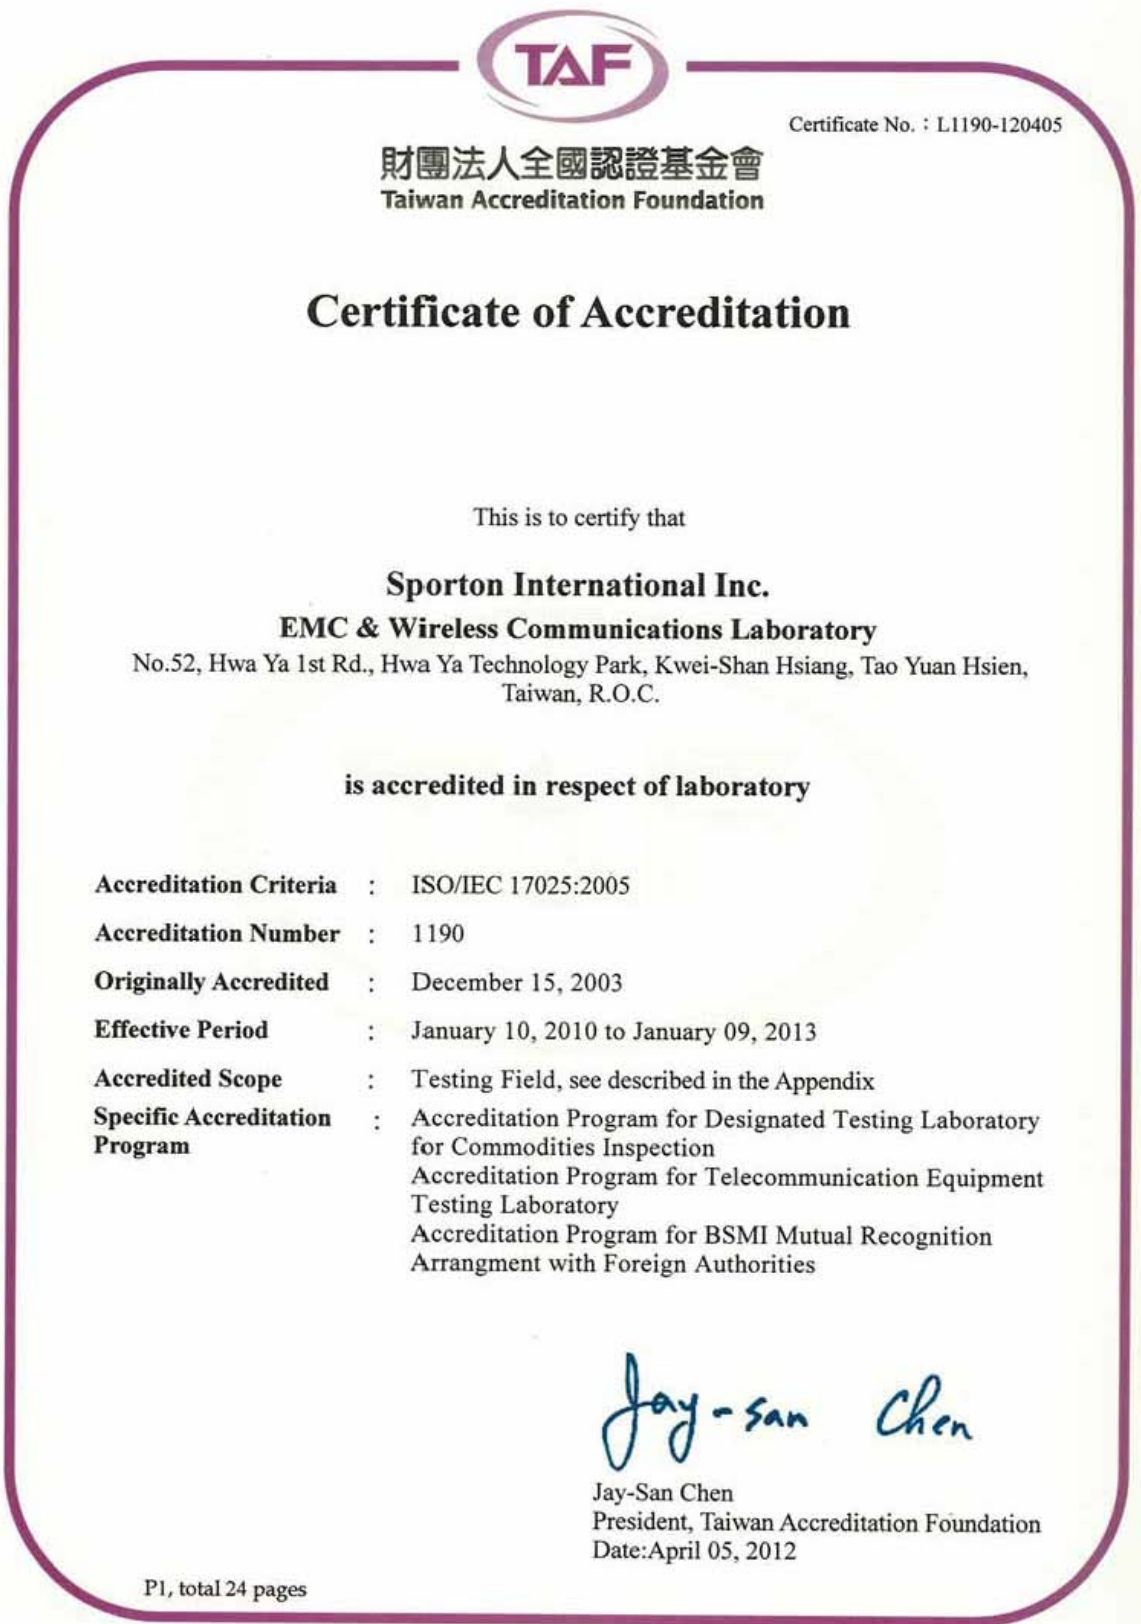 TAF
Certificate No.：L1190-120405
財團法人全國認證基金會
Taiwan Accreditation Foundation
Certificate of Accreditation
This is to certify that
Sporton International Inc.
EMC & Wireless Communications Laboratory
No.52, Hwa Ya 1st Rd., Hwa Ya Technology Park, Kwei-Shan Hsiang, Tao Yuan Hsien,
Taiwan, R.O.C.
is accredited in respect of laboratory
Accreditation Criteria : ISO/IEC 17025:2005
Accreditation Number : 1190
Originally Accredited : December 15, 2003
Effective Period : January 10, 2010 to January 09, 2013
Accredited Scope : Testing Field, see described in the Appendix
Specific Accreditation : Accreditation Program for Designated Testing Laboratory
Program for Commodities Inspection
Accreditation Program for Telecommunication Equipment
Testing Laboratory
Accreditation Program for BSMI Mutual Recognition
Arrangment with Foreign Authorities
Jay-san Chen
Jay-San Chen
President, Taiwan Accreditation Foundation
Date:April 05, 2012
P1, total 24 pages